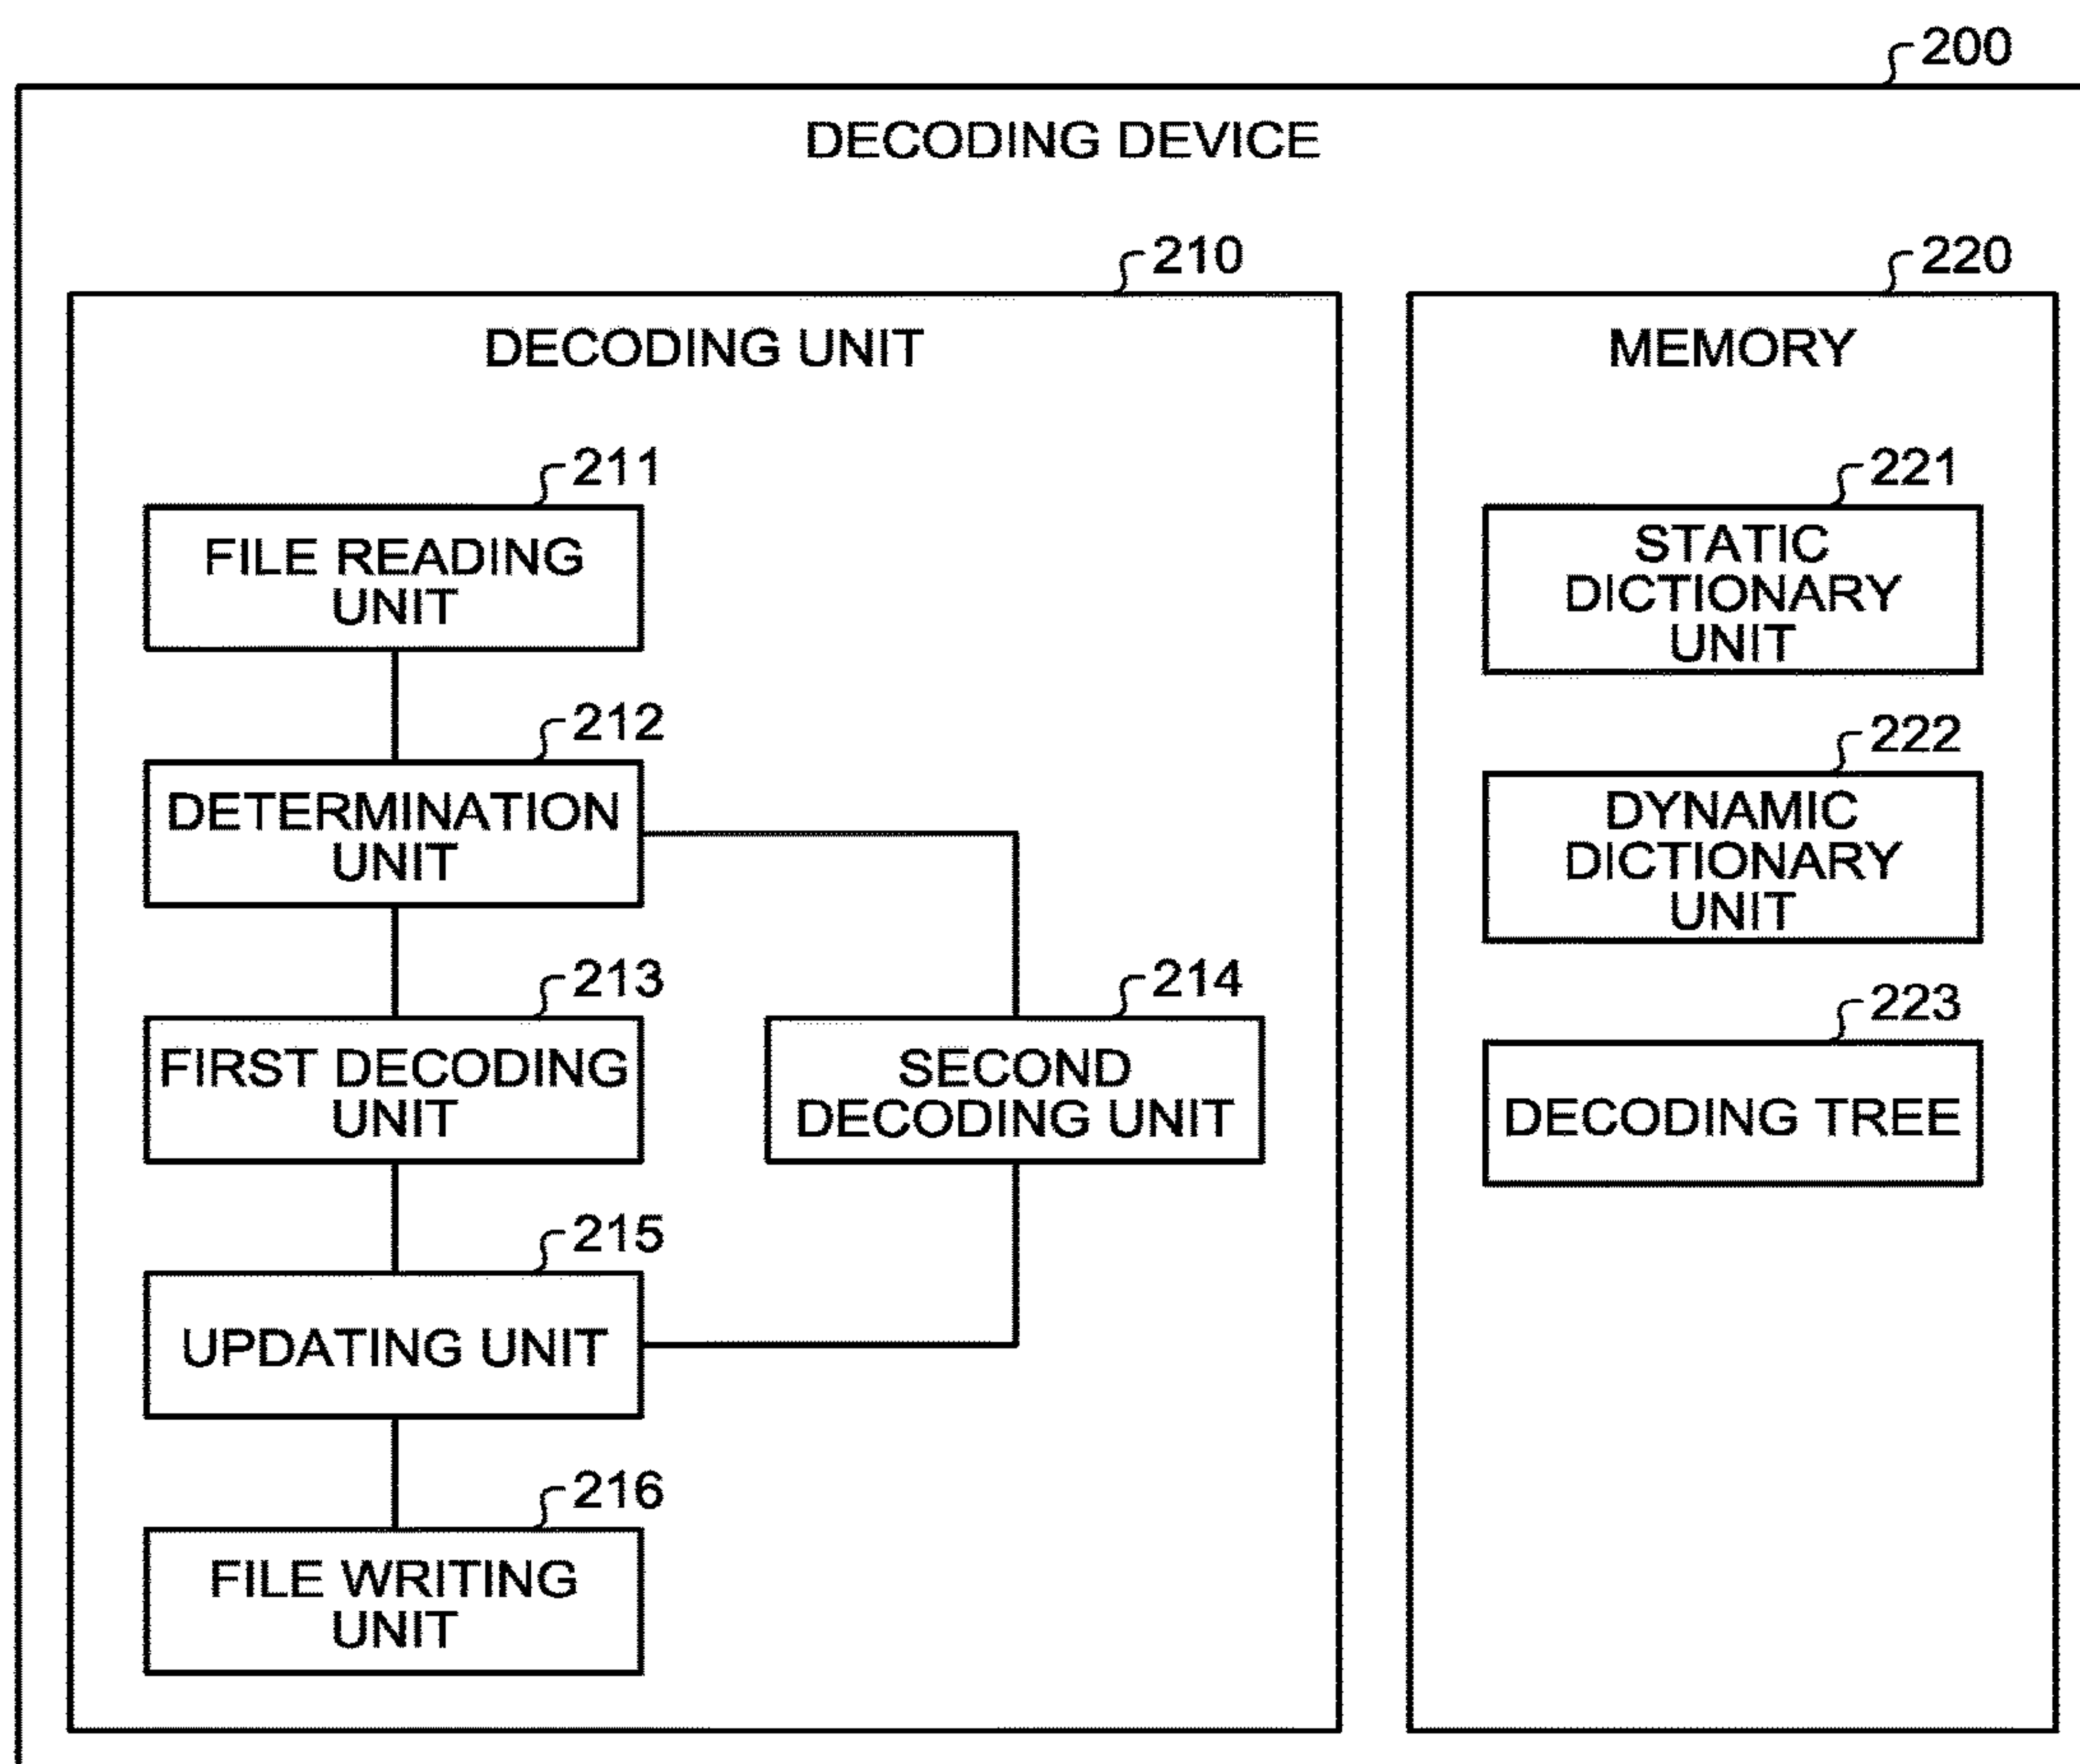 200
DECODING DEVICE
210
DECODING UNIT
211
FILE READING
UNIT
212
DETERMINATION
UNIT
213
FIRST DECODING
UNIT
214
SECOND
DECODING UNIT
215
UPDATING UNIT
216
FILE WRITING
UNIT
220
MEMORY
221
STATIC
DICTIONARY
UNIT
222
DYNAMIC
DICTIONARY
UNIT
223
DECODING TREE